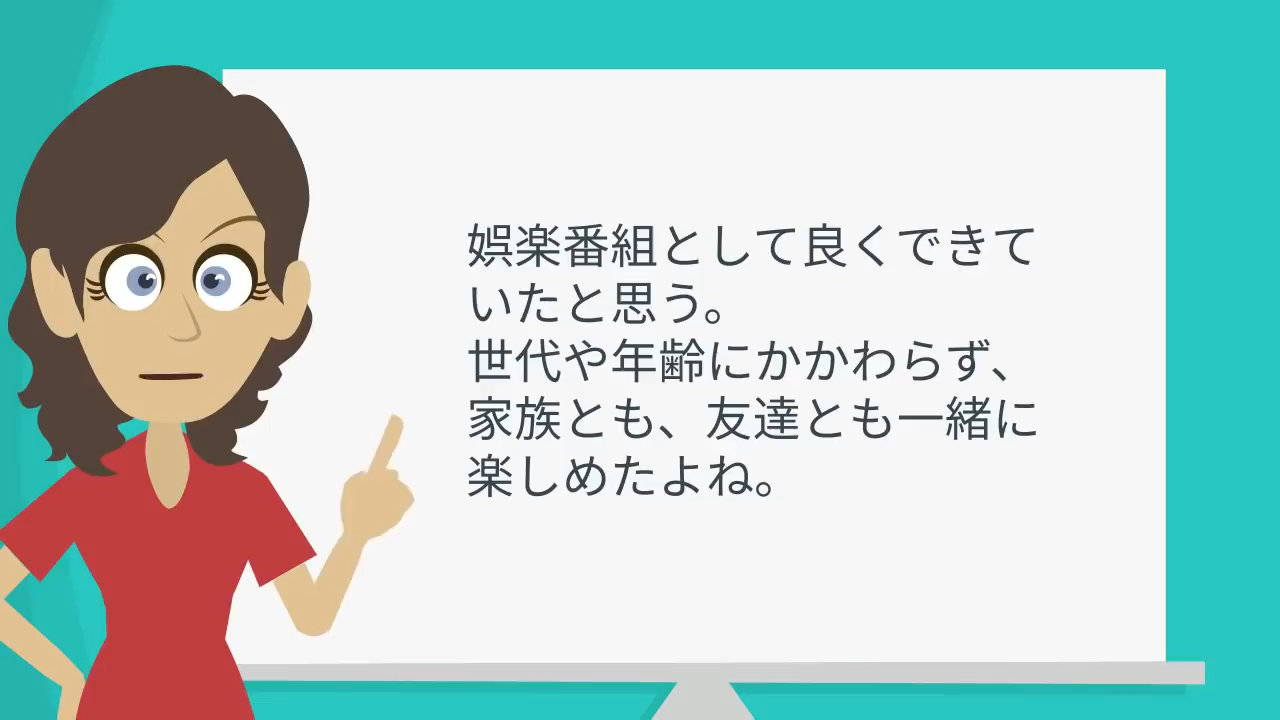 娯楽番組として良くできて
いたと思う。
世代や年齢にかかわらず、
家族とも、友達とも一緒に
楽しめたよね。